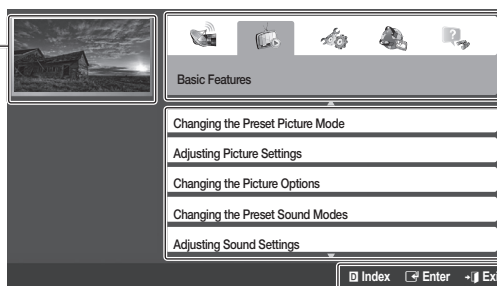 Basic Features
Changing the Preset Picture Mode
Adjusting Picture Settings
Changing the Picture Options
Changing the Preset Sound Modes
Adjusting Sound Settings
D Index Enter